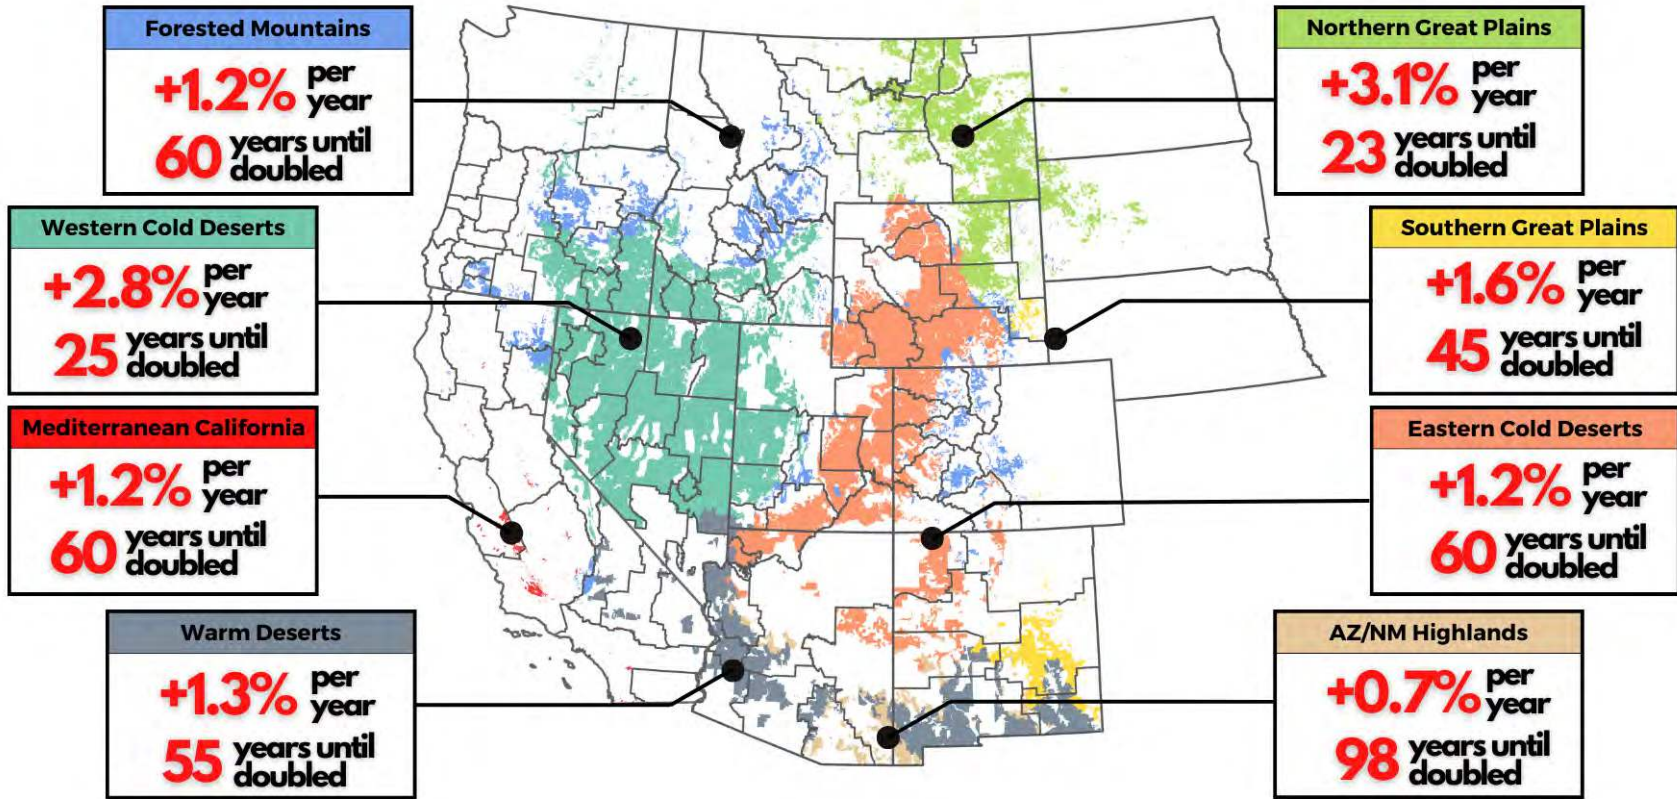 Forested Mountains
+1.2% per year
60 years until doubled
Northern Great Plains
+3.1% per year
23 years until doubled
Western Cold Deserts
+2.8% per year
25 years until doubled
Southern Great Plains
+1.6% per year
45 years until doubled
Mediterranean California
+1.2% per year
60 years until doubled
Eastern Cold Deserts
+1.2% per year
60 years until doubled
Warm Deserts
+1.3% per year
55 years until doubled
AZ/NM Highlands
+0.7% per year
98 years until doubled